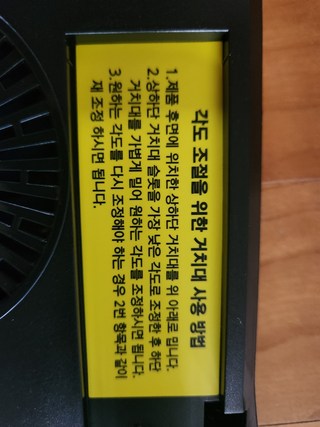 각도 조절을 위한 거치대 사용 방법
1.제품 후면에 위치한 상하단 거치대를 위 아래로 밉니다.
2.상하단 거치대 슬롯을 가장 낮은 각도로 조정한 후 하단
거치대를 가볍게 밀어 원하는 각도를 조정하시면 됩니다.
3.원하는 각도를 다시 조정해야 하는 경우 2번 항목과 같이
재 조정 하시면 됩니다.